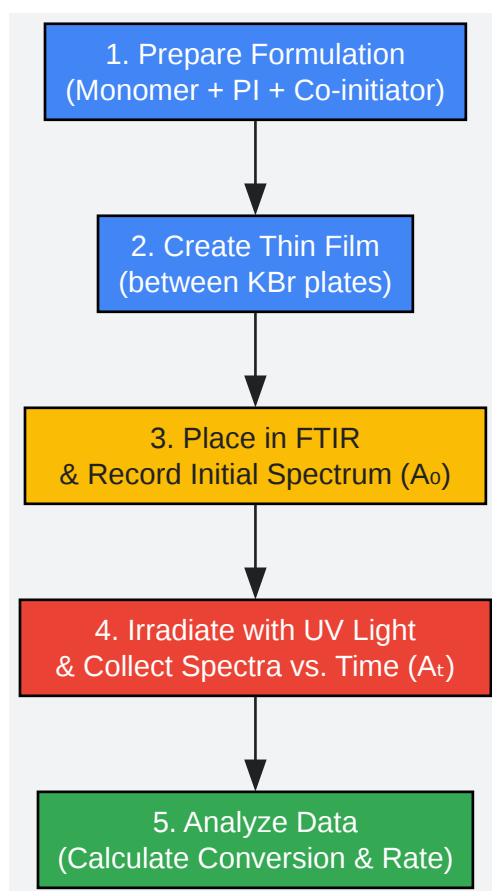 1. Prepare Formulation
(Monomer + PI + Co-initiator)
2. Create Thin Film
(between KBr plates)
3. Place in FTIR
& Record Initial Spectrum (A₀)
4. Irradiate with UV Light
& Collect Spectra vs. Time (Aₜ)
5. Analyze Data
(Calculate Conversion & Rate)